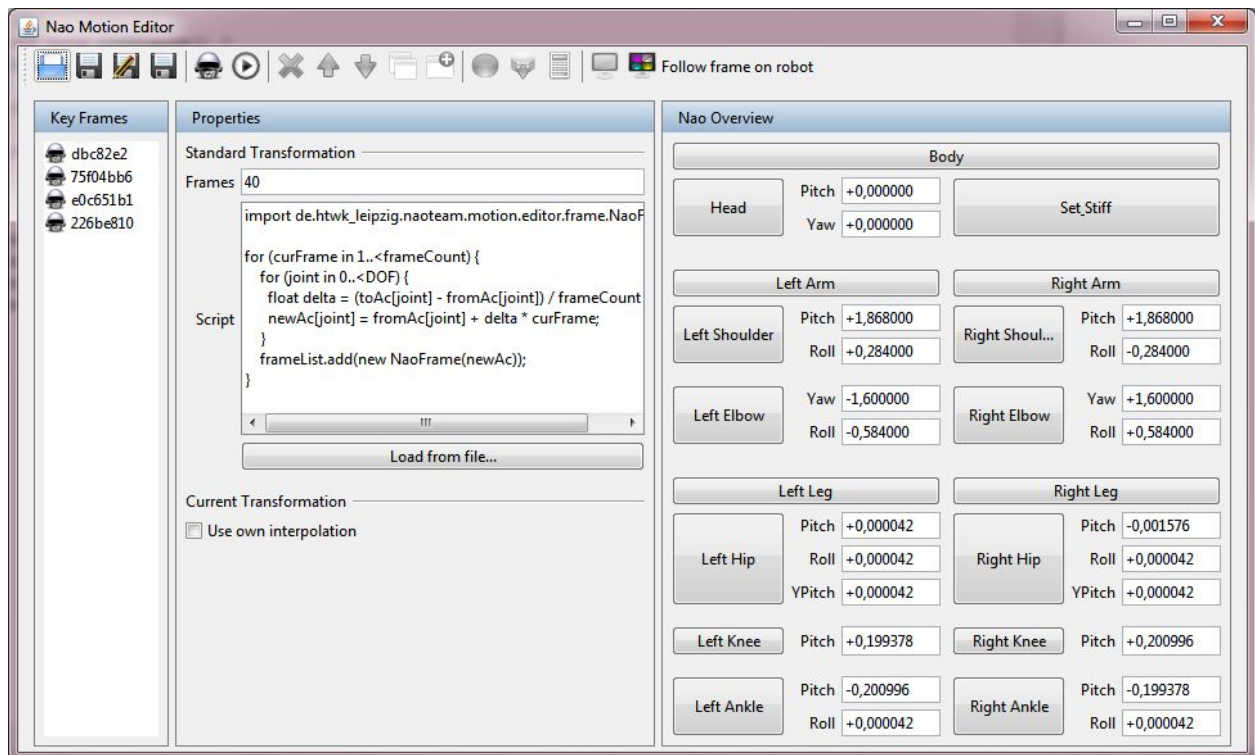 Nao Motion Editor
Follow frame on robot
Key Frames
dbc82e2
75f04bb6
e0c651b1
226be810
Properties
Standard Transformation
Frames 40
Script
import de.htwk_leipzig.naoteam.motion.editor.frame.NaoF
for (curFrame in 1..<frameCount) {
for (joint in 0..<DOF) {
float delta = (toAc[joint] - fromAc[joint]) / frameCount
newAc[joint] = fromAc[joint] + delta * curFrame;
}
frameList.add(new NaoFrame(newAc));
}
Load from file...
Current Transformation
Use own interpolation
Nao Overview
Body
Head
Pitch +0,000000
Yaw +0,000000
Set_Stiff
Left Arm
Left Shoulder
Pitch +1,868000
Roll +0,284000
Left Elbow
Yaw -1,600000
Roll -0,584000
Right Arm
Right Shoul...
Pitch +1,868000
Roll -0,284000
Right Elbow
Yaw +1,600000
Roll +0,584000
Left Leg
Left Hip
Pitch +0,000042
Roll +0,000042
YPitch +0,000042
Left Knee
Pitch +0,199378
Left Ankle
Pitch -0,200996
Roll +0,000042
Right Leg
Right Hip
Pitch -0,001576
Roll +0,000042
YPitch +0,000042
Right Knee
Pitch +0,200996
Right Ankle
Pitch -0,199378
Roll +0,000042